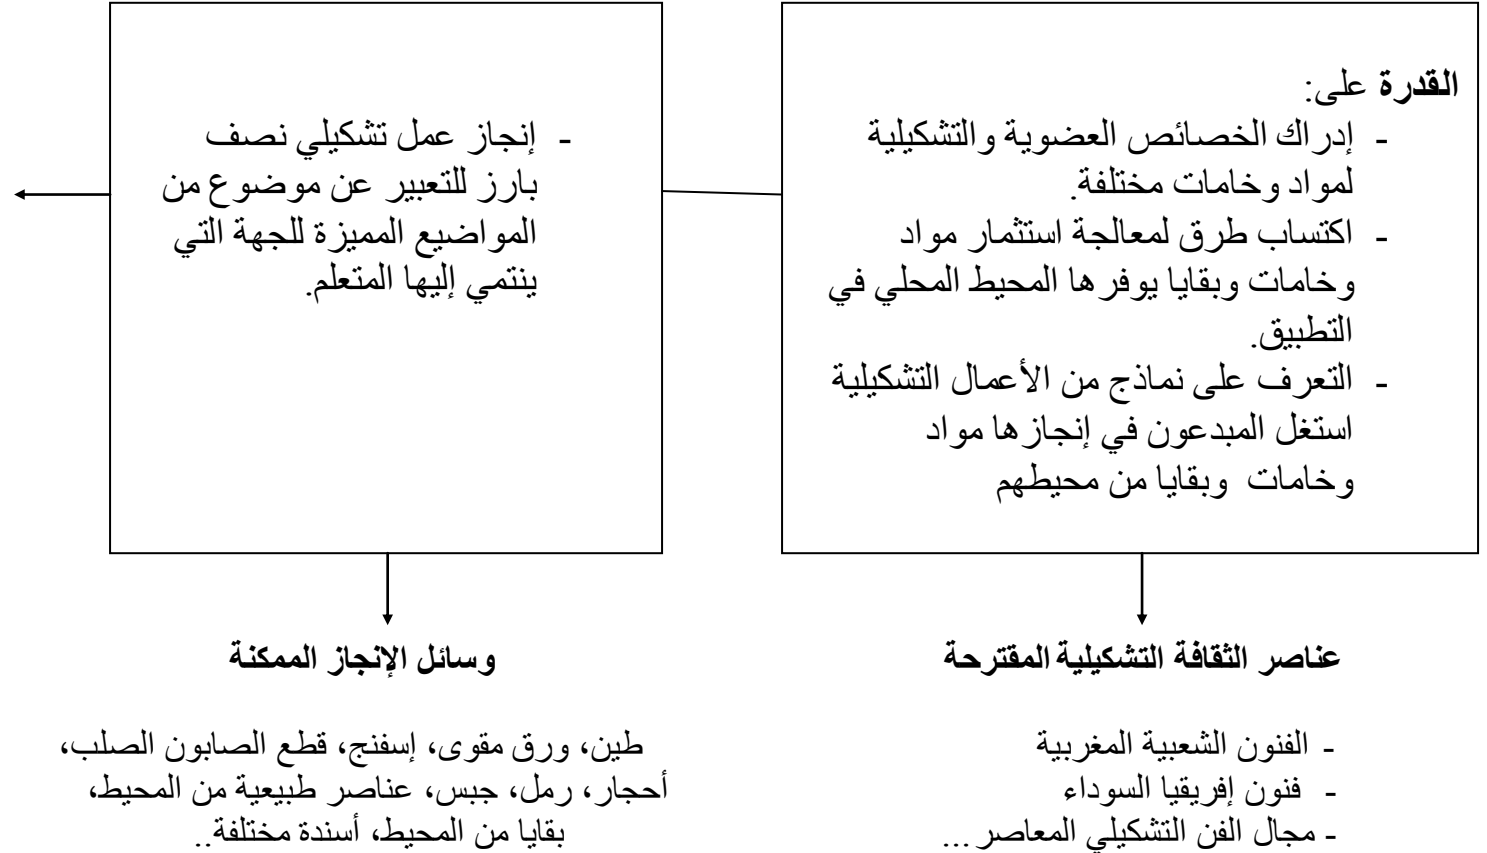 القدرة على:
- إدراك الخصائص العضوية والتشكيلية
لمواد وخامات مختلفة.
- اكتساب طرق لمعالجة استثمار مواد
وخامات وبقايا يوفرها المحيط المحلي في
التطبيق.
- التعرف على نماذج من الأعمال التشكيلية
استغل المبدعون في إنجازها مواد
وخامات وبقايا من محيطهم
- إنجاز عمل تشكيلي نصف
بارز للتعبير عن موضوع من
المواضيع المميزة للجهة التي
ينتمي إليها المتعلم.
عناصر الثقافة التشكيلية المقترحة
- الفنون الشعبية المغربية
- فنون إفريقيا السوداء
- مجال الفن التشكيلي المعاصر...
وسائل الإنجاز الممكنة
طين، ورق مقوى، إسفنج، قطع الصابون الصلب،
أحجار، رمل، جبس، عناصر طبيعية من المحيط،
بقايا من المحيط، أسندة مختلفة..